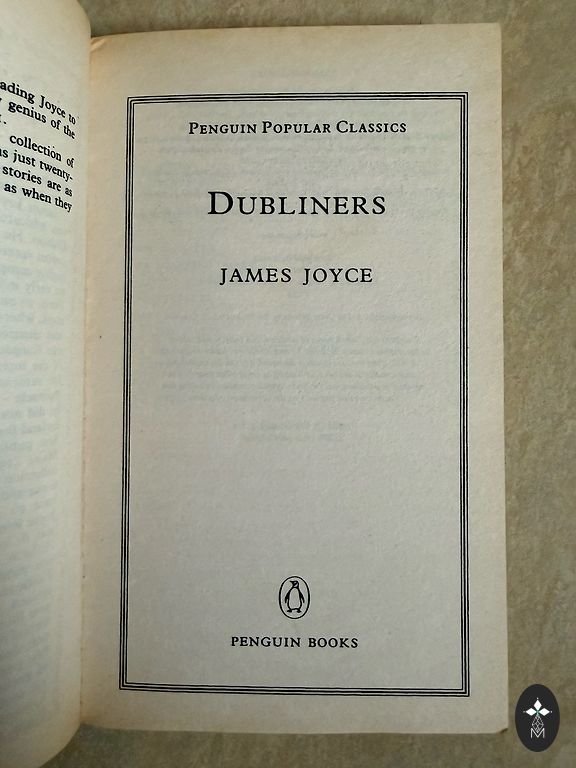 ading Joyce to
genius of the
collection of
s just twenty-
stories are as
as when they
PENGUIN POPULAR CLASSICS
DUBLINERS
JAMES JOYCE
PENGUIN BOOKS
M